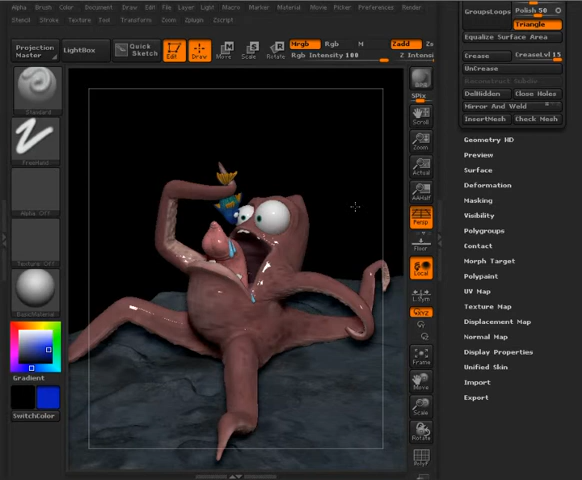 Alpha Brush Color Document Draw Edit File Layer Light Macro Marker Material Movie Picker Preferences Render
Stencil Stroke Texture Tool Transform Zoom Zplugin Zscript
Projection Master
LightBox
Quick Sketch
Edit
Draw
Move
Scale
Rotate
Mrgb Rgb M
Rgb Intensity 100
Zadd
Z Intensi
Standard
FreeHand
Alpha Off
Texture Off
BasicMaterial
Gradient
SwitchColor
SPix
Scroll
Zoom
Actual
AAHalf
Persp
Floor
Local
L.Sym
Frame
Move
Scale
Rotate
PolyF
GroupsLoops
Polish 50
Triangle
Equalize Surface Area
Crease CreaseLvl 15
UnCrease
Reconstruct Subdiv
DelHidden Close Holes
Mirror And Weld
InsertMesh Check Mesh
Geometry HD
Preview
Surface
Deformation
Masking
Visibility
Polygroups
Contact
Morph Target
Polypaint
UV Map
Texture Map
Displacement Map
Normal Map
Display Properties
Unified Skin
Import
Export